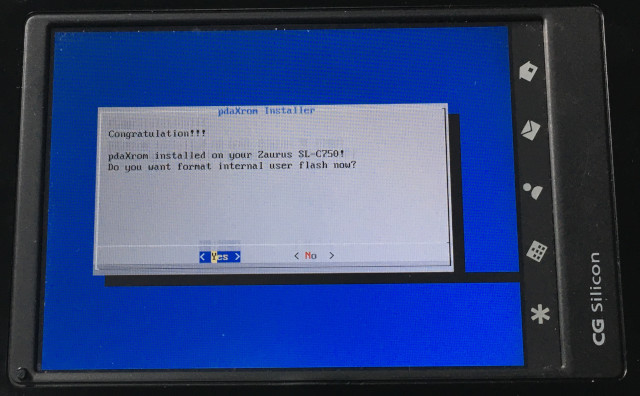 pdaXrom Installer
Congratulation!!!
pdaXrom installed on your Zaurus SL-C750!
Do you want format internal user flash now?
< Yes > < No >
CG Silicon